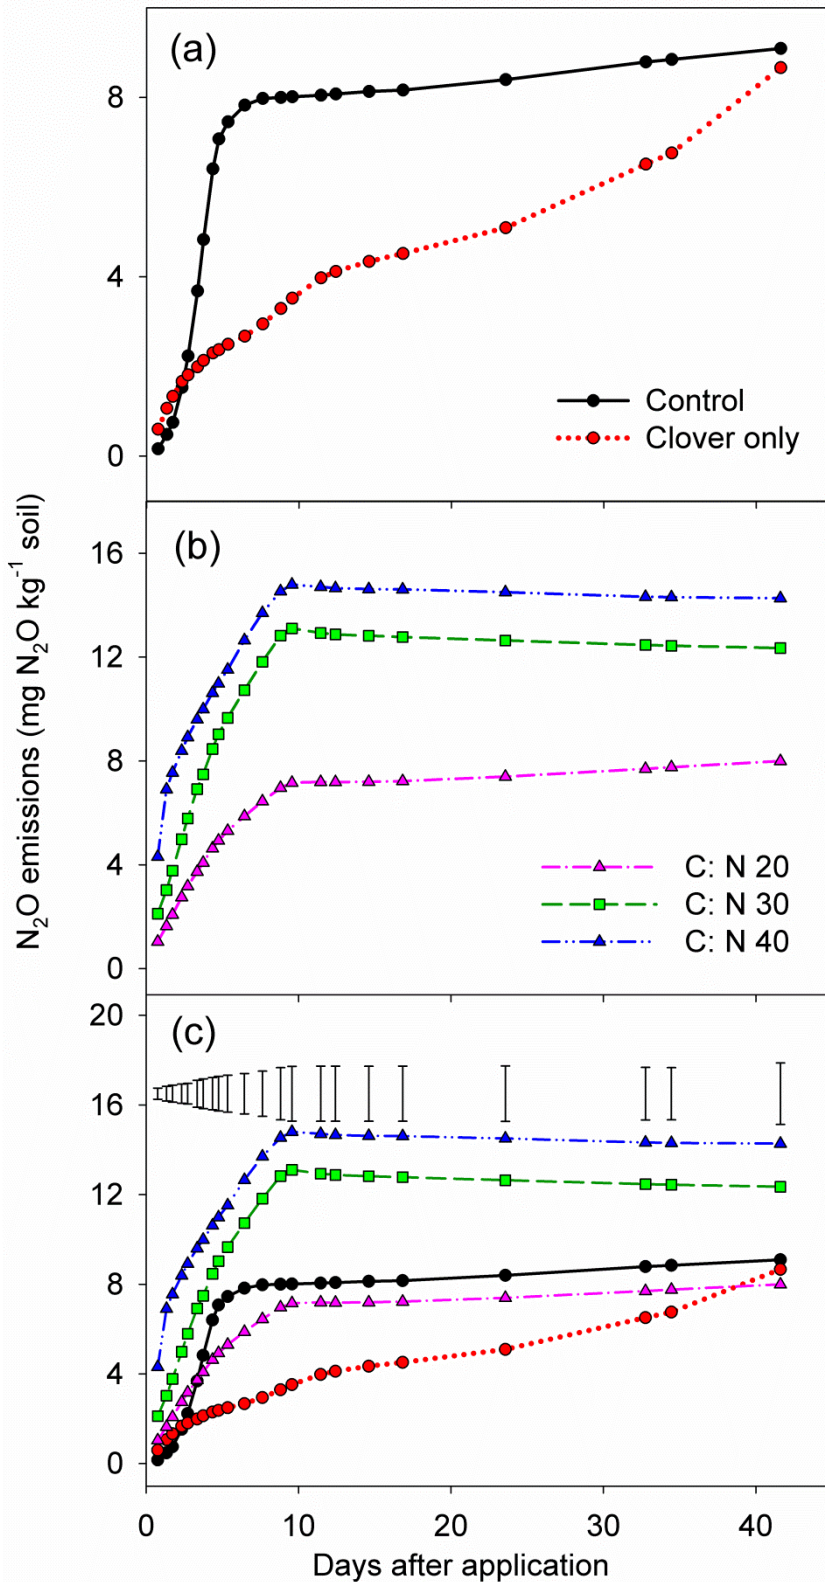 (a)
8
4
0
Control
Clover only
N₂O emissions (mg N₂O kg⁻¹ soil)
(b)
16
12
8
4
0
C: N 20
C: N 30
C: N 40
(c)
20
16
12
8
4
0
0 10 20 30 40
Days after application